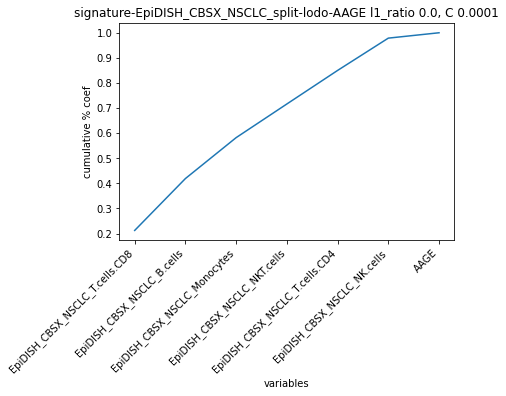 signature-EpiDISH_CBSX_NSCLC_split-lodo-AAGE l1_ratio 0.0, C 0.0001
1.0
0.9
0.8
0.7
0.6
0.5
0.4
0.3
0.2
cumulative % coef
EpiDISH_CBSX_NSCLC_T.cells.CD8
EpiDISH_CBSX_NSCLC_B.cells
EpiDISH_CBSX_NSCLC_Monocytes
EpiDISH_CBSX_NSCLC_NKT.cells
EpiDISH_CBSX_NSCLC_T.cells.CD4
EpiDISH_CBSX_NSCLC_NK.cells
AAGE
variables